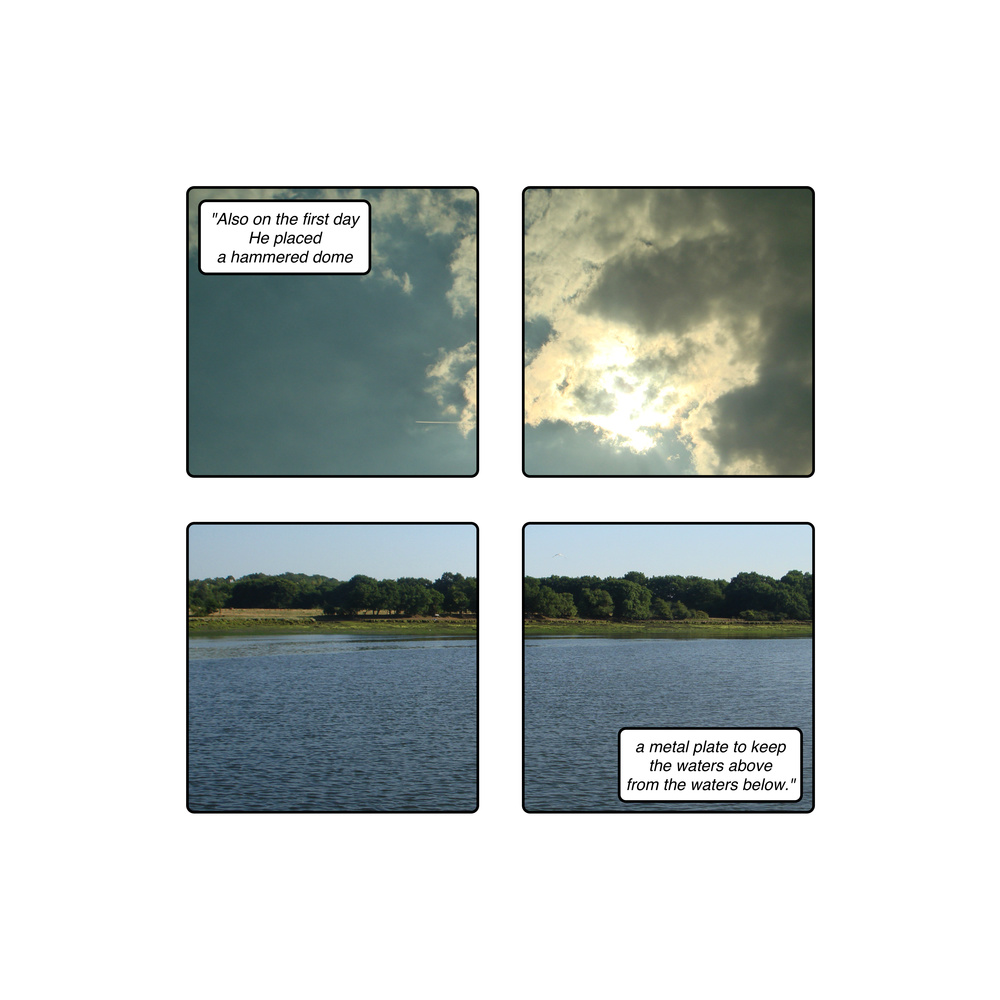 "Also on the first day
He placed
a hammered dome
a metal plate to keep
the waters above
from the waters below."